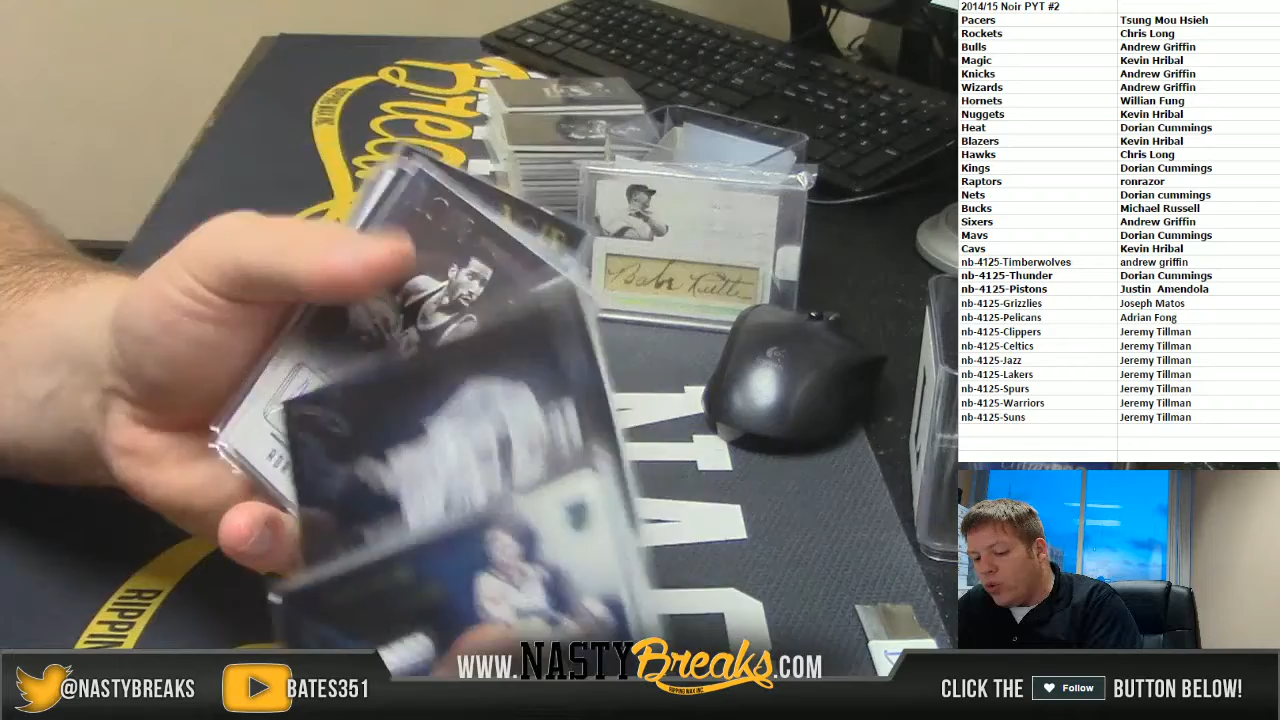 2014/15 Noir PYT #2
Pacers Tsung Mou Hsieh
Rockets Chris Long
Bulls Andrew Griffin
Magic Kevin Hribal
Knicks Andrew Griffin
Wizards Andrew Griffin
Hornets Willian Fung
Nuggets Kevin Hribal
Heat Dorian Cummings
Blazers Kevin Hribal
Hawks Chris Long
Kings Dorian Cummings
Raptors ronrazor
Nets Dorian cummings
Bucks Michael Russell
Sixers Andrew Griffin
Mavs Dorian Cummings
Cavs Kevin Hribal
nb-4125-Timberwolves andrew griffin
nb-4125-Thunder Dorian Cummings
nb-4125-Pistons Justin Amendola
nb-4125-Grizzlies Joseph Matos
nb-4125-Pelicans Adrian Fong
nb-4125-Clippers Jeremy Tillman
nb-4125-Celtics Jeremy Tillman
nb-4125-Jazz Jeremy Tillman
nb-4125-Lakers Jeremy Tillman
nb-4125-Spurs Jeremy Tillman
nb-4125-Warriors Jeremy Tillman
nb-4125-Suns Jeremy Tillman
Babe Ruth
RIPPIN
@NASTYBREAKS
BATES351
WWW.NASTYBreaks.COM
RIPPING WAX INC
CLICK THE Follow BUTTON BELOW!